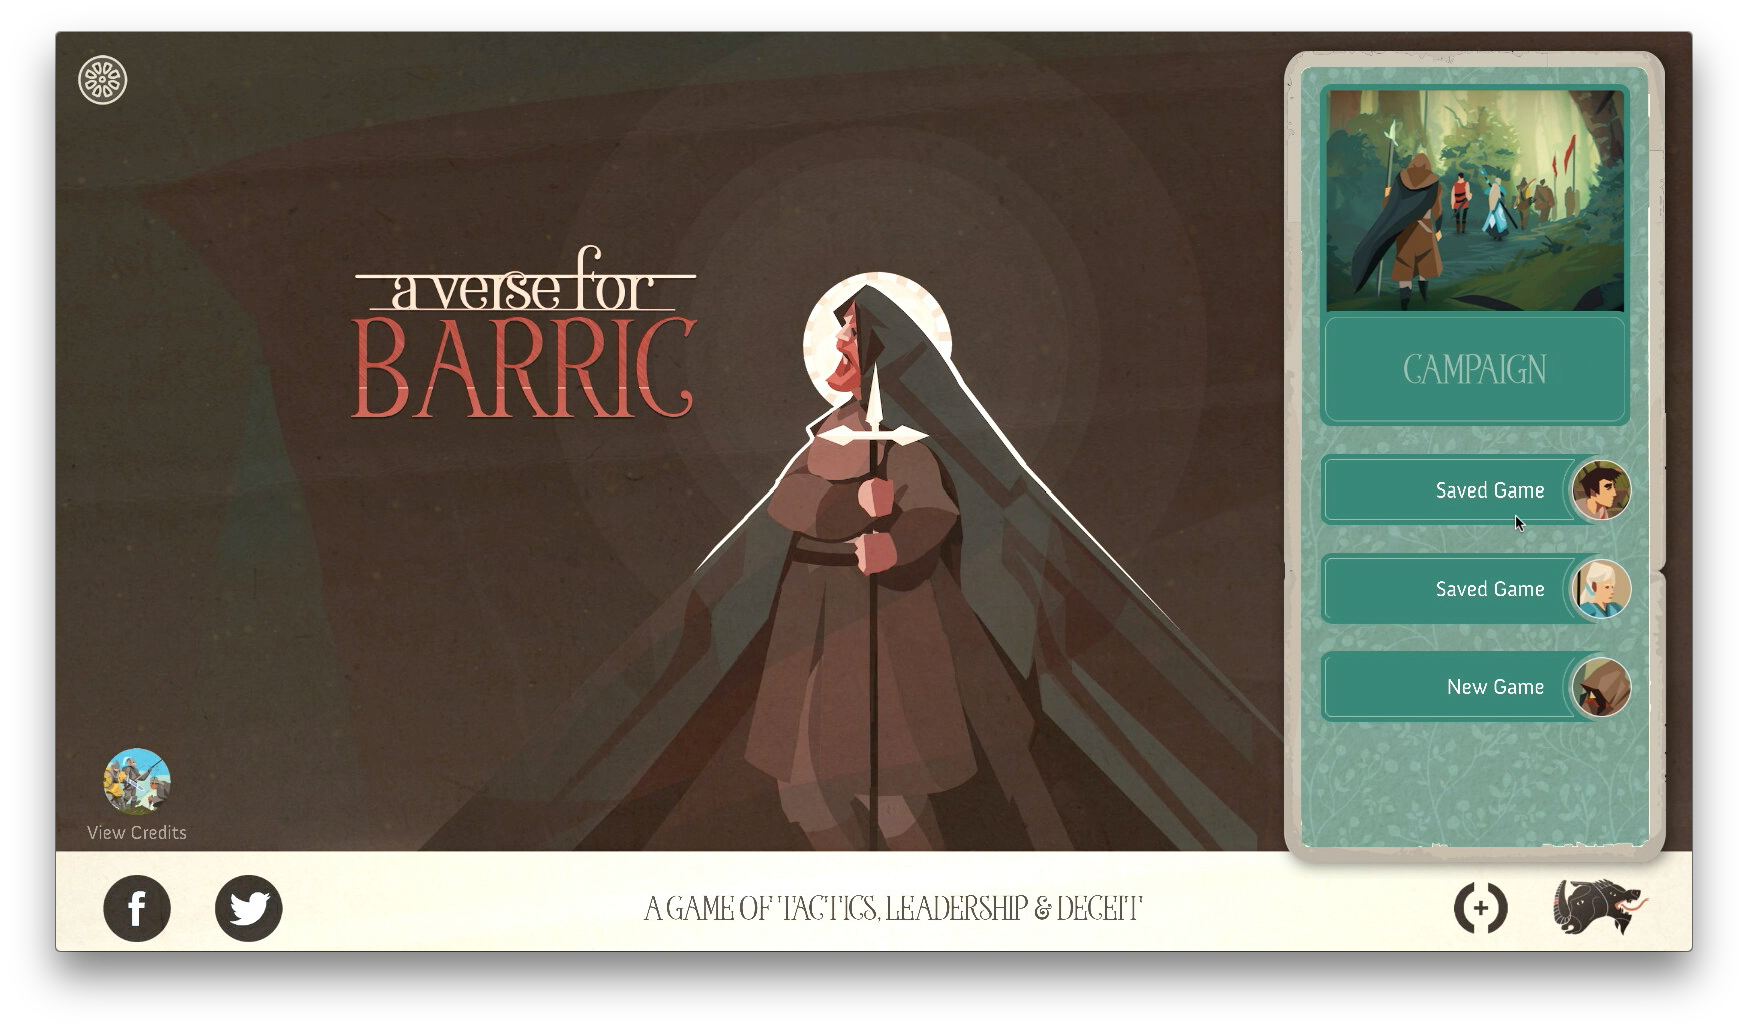 a verse for
BARRIC
CAMPAIGN
Saved Game
Saved Game
New Game
View Credits
A GAME OF TACTICS, LEADERSHIP & DECEIT